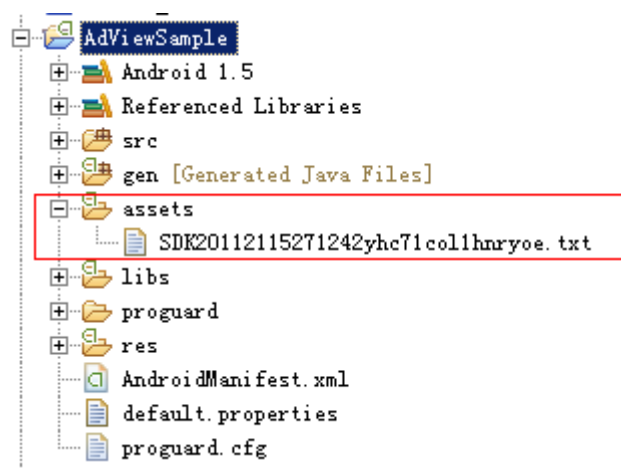 AdViewSample
Android 1.5
Referenced Libraries
src
gen [Generated Java Files]
assets
SDK20112115271242yhc71col1hnryoe.txt
libs
proguard
res
AndroidManifest.xml
default.properties
proguard.cfg